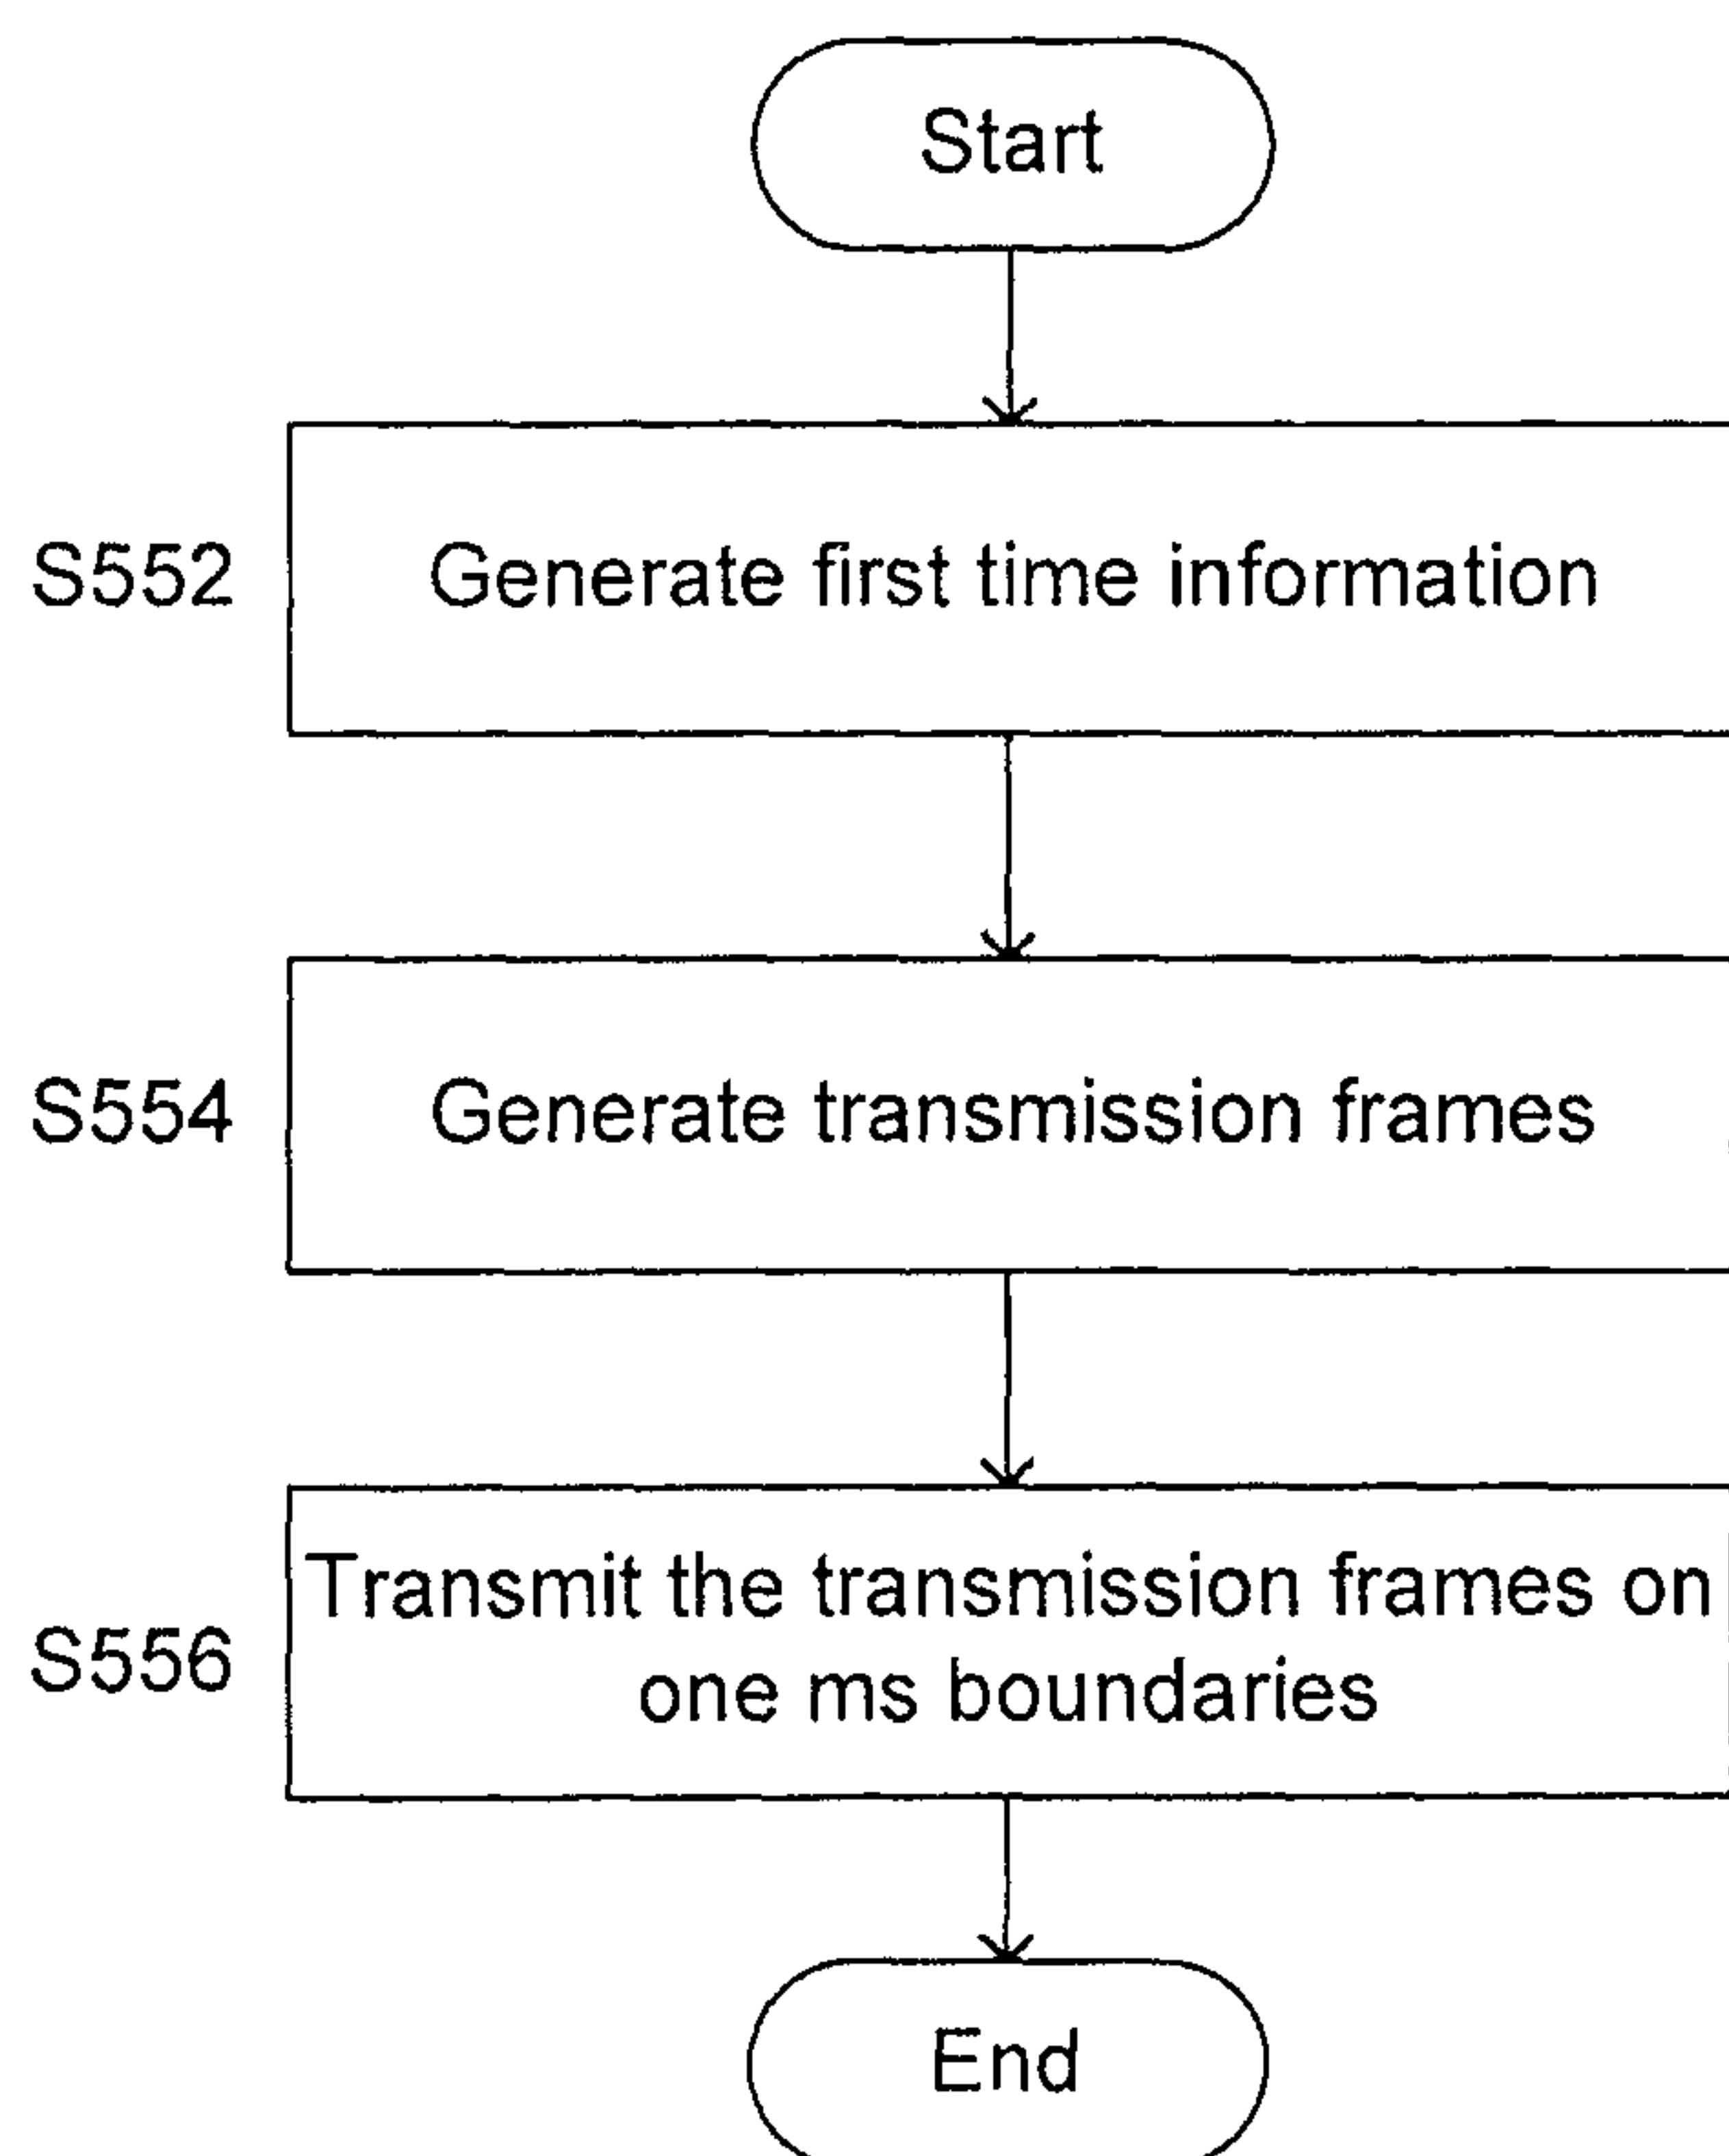 Start
S552
Generate first time information
S554
Generate transmission frames
S556
Transmit the transmission frames on
one ms boundaries
End